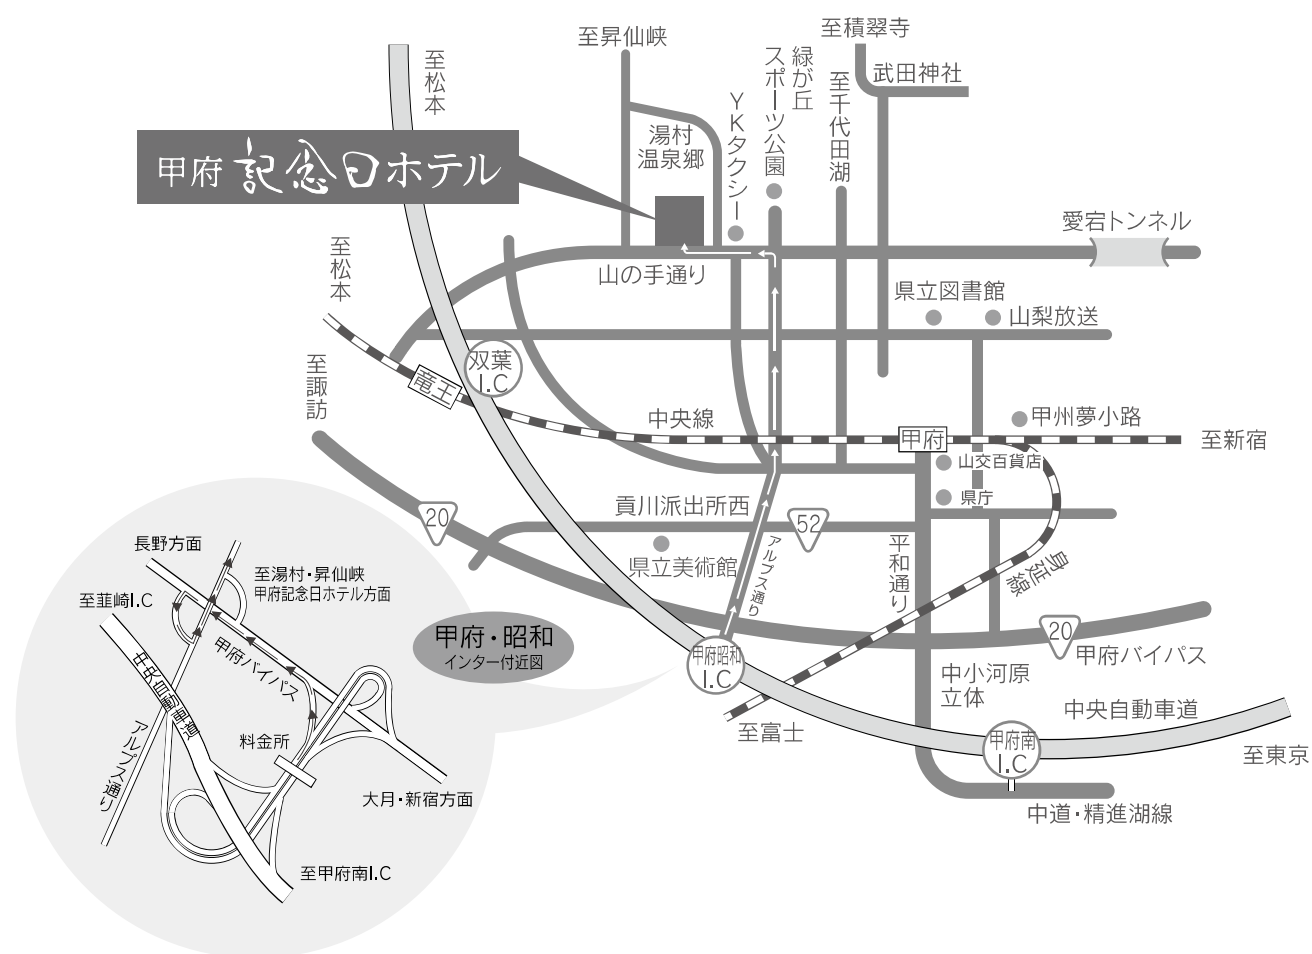 至松本
至昇仙峡
至積翠寺
武田神社
緑が丘
スポーツ公園
至千代田湖
YKタクシー
湯村
温泉郷
甲府 記念日ホテル
至松本
山の手通り
愛宕トンネル
県立図書館
山梨放送
双葉
I.C
竜王
至諏訪
中央線
甲府
甲州夢小路
至新宿
山交百貨店
県庁
20
貢川派出所西
52
県立美術館
アルプス通り
平和通り
身延線
20
甲府バイパス
甲府昭和
I.C
中小河原
立体
至富士
甲府南
I.C
中央自動車道
至東京
中道・精進湖線
甲府・昭和
インター付近図
長野方面
至湯村・昇仙峡
甲府記念日ホテル方面
至韮崎I.C
甲府バイパス
中央自動車道
アルプス通り
料金所
大月・新宿方面
至甲府南I.C